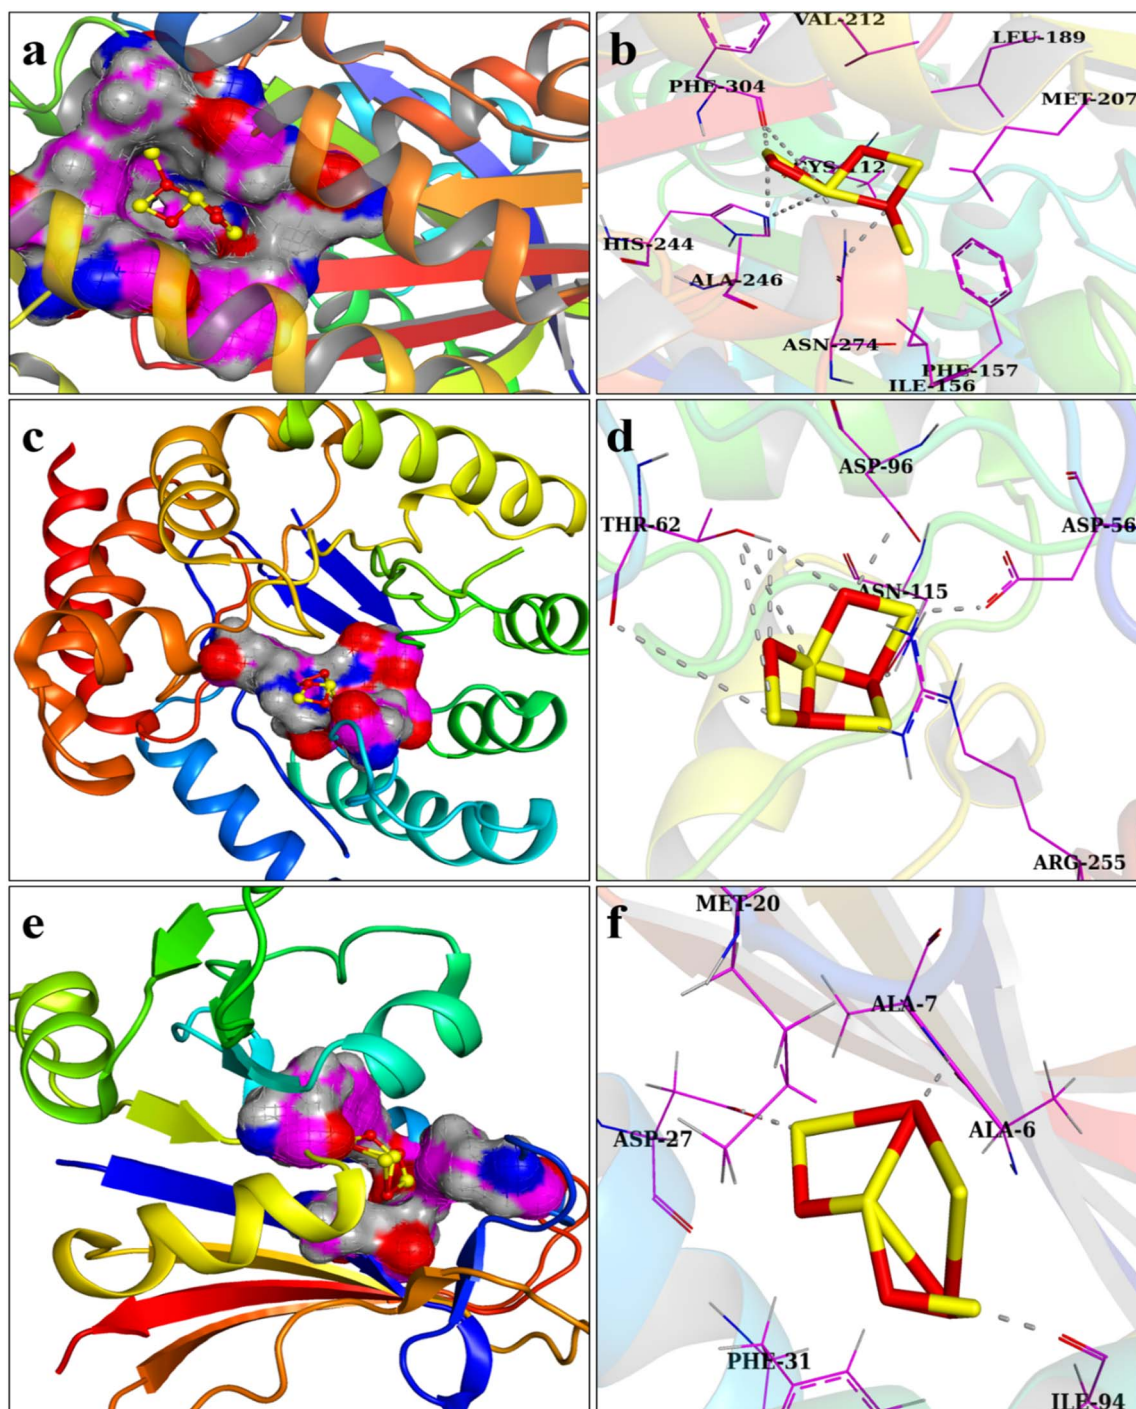 a
b
VAL-212
LEU-189
PHE-304
MET-207
CYS-112
HIS-244
ALA-246
ASN-274
PHE-157
ILE-156
c
d
ASP-96
THR-62
ASP-56
ASN-115
ARG-255
e
f
MET-20
ALA-7
ASP-27
ALA-6
PHE-31
ILE-94